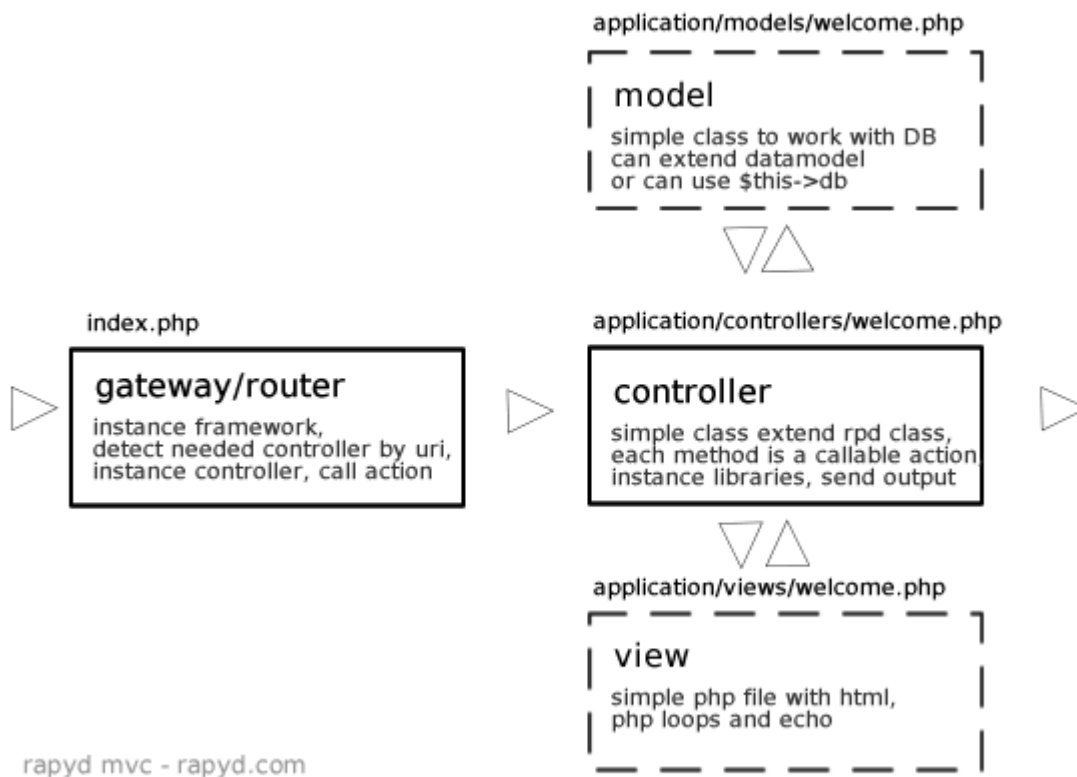 application/models/welcome.php
model
simple class to work with DB
can extend datamodel
or can use $this->db
index.php
gateway/router
instance framework,
detect needed controller by uri,
instance controller, call action
application/controllers/welcome.php
controller
simple class extend rpd class,
each method is a callable action,
instance libraries, send output
application/views/welcome.php
view
simple php file with html,
php loops and echo
rapyd mvc - rapyd.com